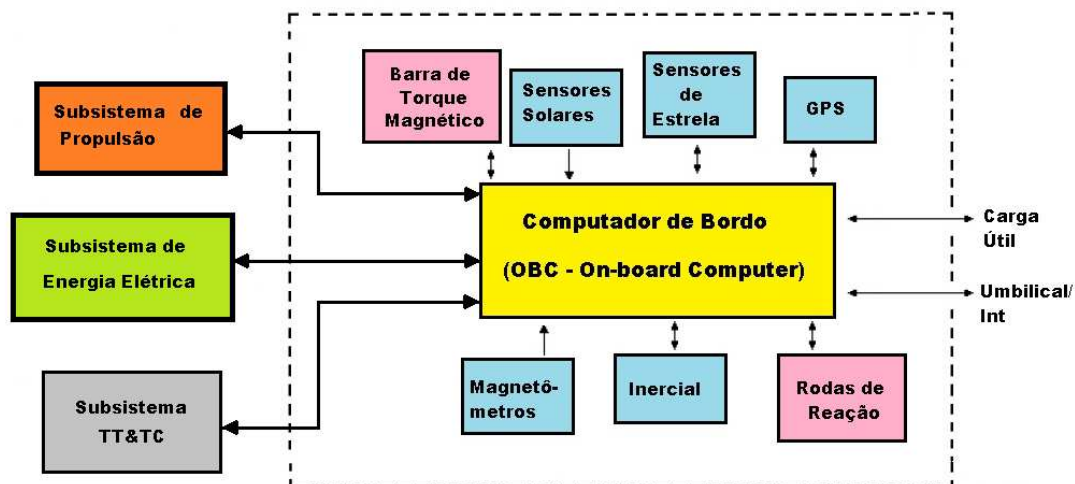 Barra de
Torque
Magnético
Sensores
Solares
Sensores
de
Estrela
GPS
Subsistema de
Propulsão
Computador de Bordo
(OBC - On-board Computer)
Carga
Útil
Subsistema de
Energia Elétrica
Umbilical/
Int
Magnetô-
metros
Inercial
Rodas de
Reação
Subsistema
TT&TC